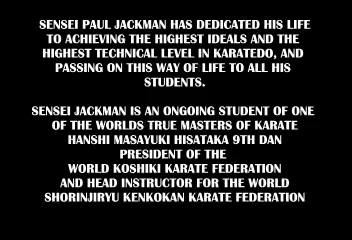 SENSEI PAUL JACKMAN HAS DEDICATED HIS LIFE
TO ACHIEVING THE HIGHEST IDEALS AND THE
HIGHEST TECHNICAL LEVEL IN KARATEDO, AND
PASSING ON THIS WAY OF LIFE TO ALL HIS
STUDENTS.
SENSEI JACKMAN IS AN ONGOING STUDENT OF ONE
OF THE WORLDS TRUE MASTERS OF KARATE
HANSHI MASAYUKI HISATAKA 9TH DAN
PRESIDENT OF THE
WORLD KOSHIKI KARATE FEDERATION
AND HEAD INSTRUCTOR FOR THE WORLD
SHORINJIRYU KENKOKAN KARATE FEDERATION